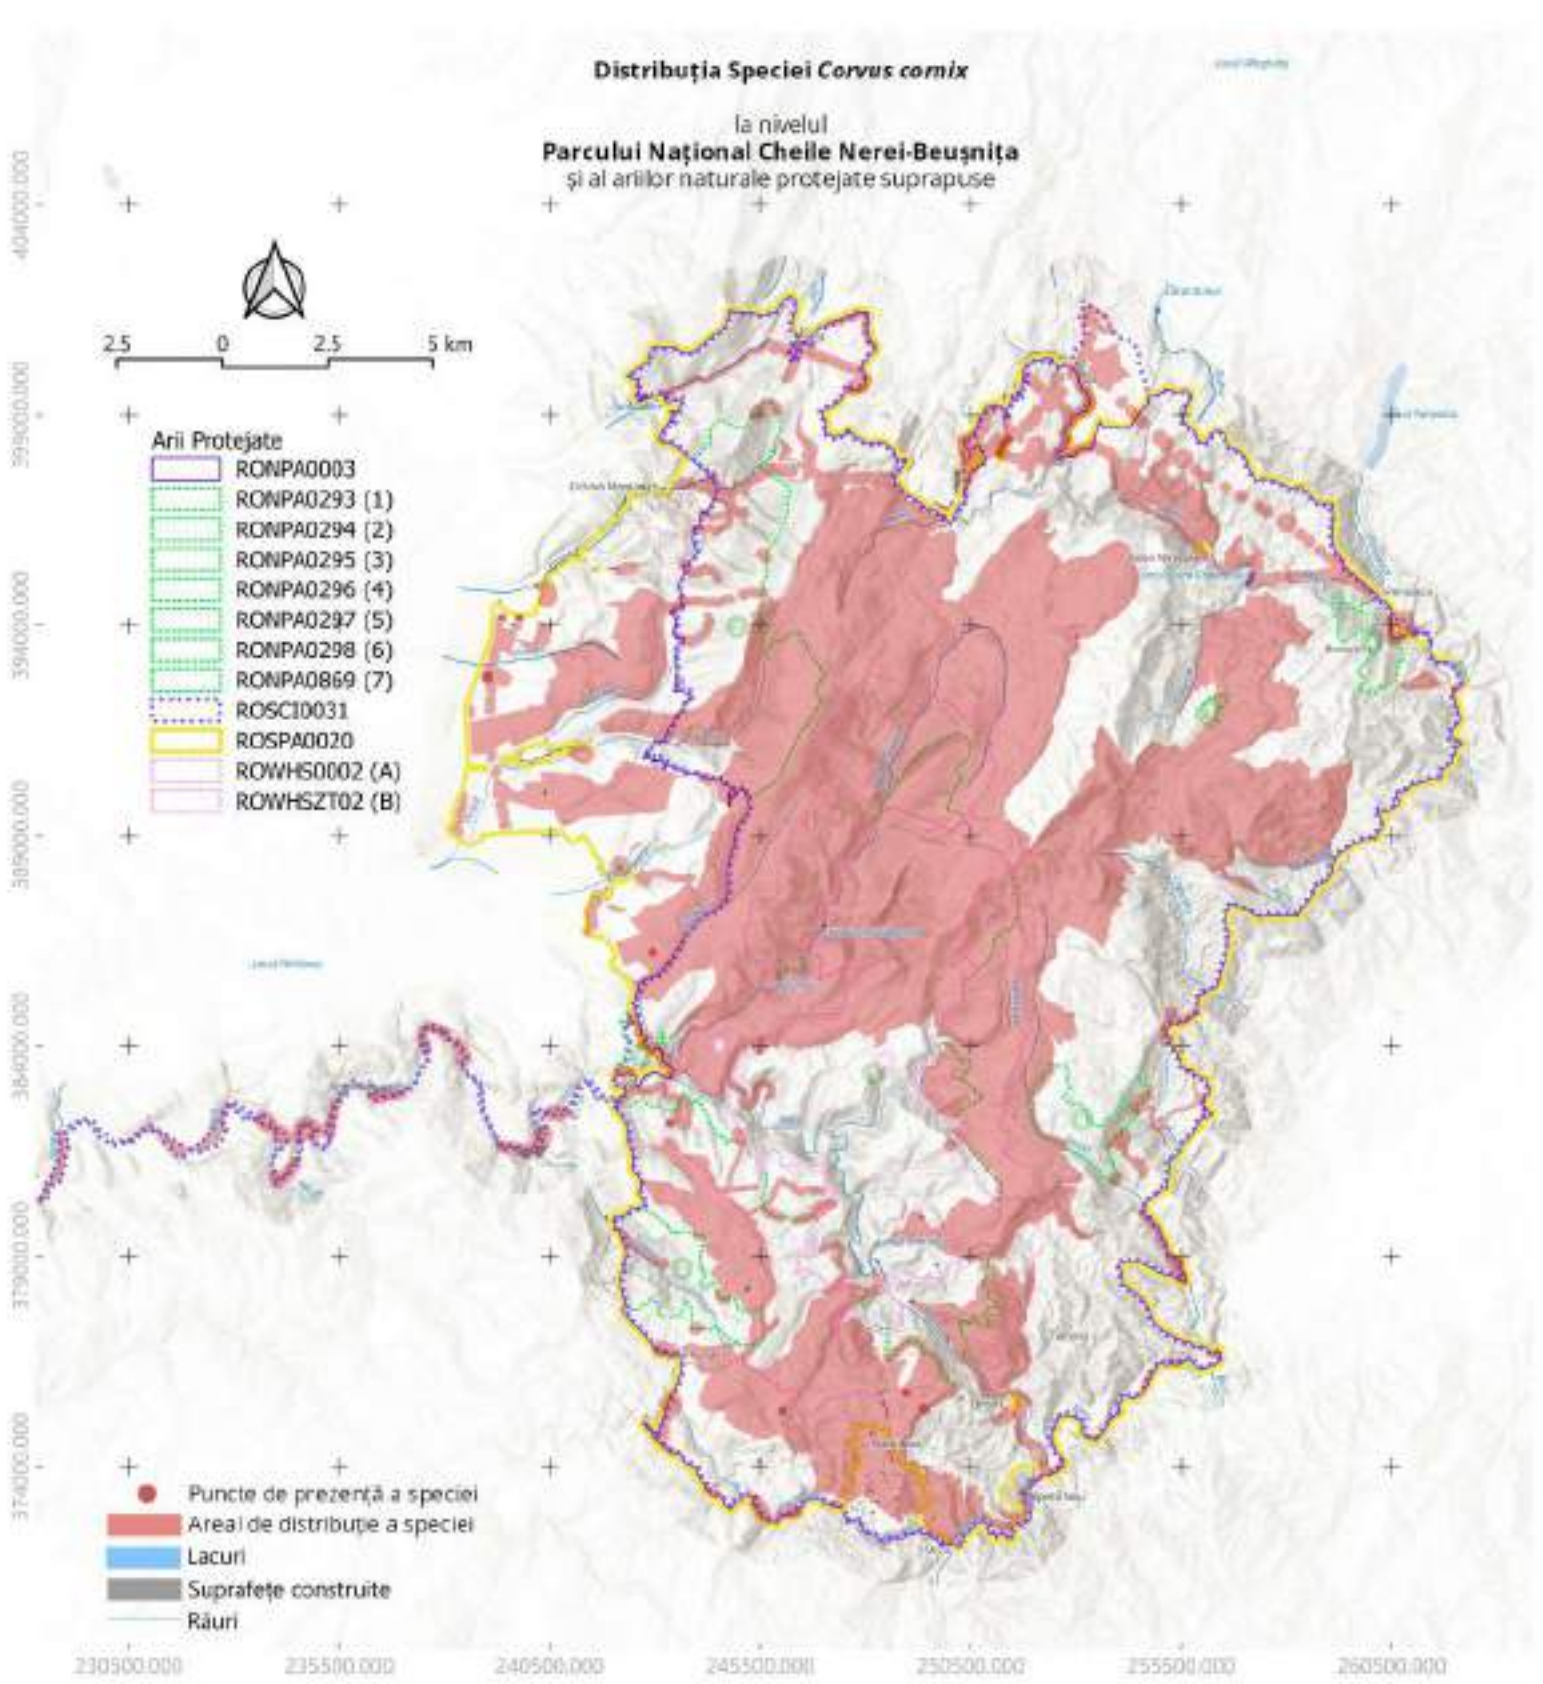 Distribuția Speciei Corvus cornix
la nivelul
Parcului Național Cheile Nerei-Beușnița
și al ariilor naturale protejate suprapuse
404000.000
399000.000
394000.000
389000.000
384000.000
379000.000
374000.000
2.5 0 2.5 5 km
Arii Protejate
RONPA0003
RONPA0293 (1)
RONPA0294 (2)
RONPA0295 (3)
RONPA0296 (4)
RONPA0297 (5)
RONPA0298 (6)
RONPA0869 (7)
ROSCI0031
ROSPA0020
ROWHS0002 (A)
ROWHSZT02 (B)
Puncte de prezență a speciei
Areal de distribuție a speciei
Lacuri
Suprafețe construite
Râuri
230500.000 235500.000 240500.000 245500.000 250500.000 255500.000 260500.000